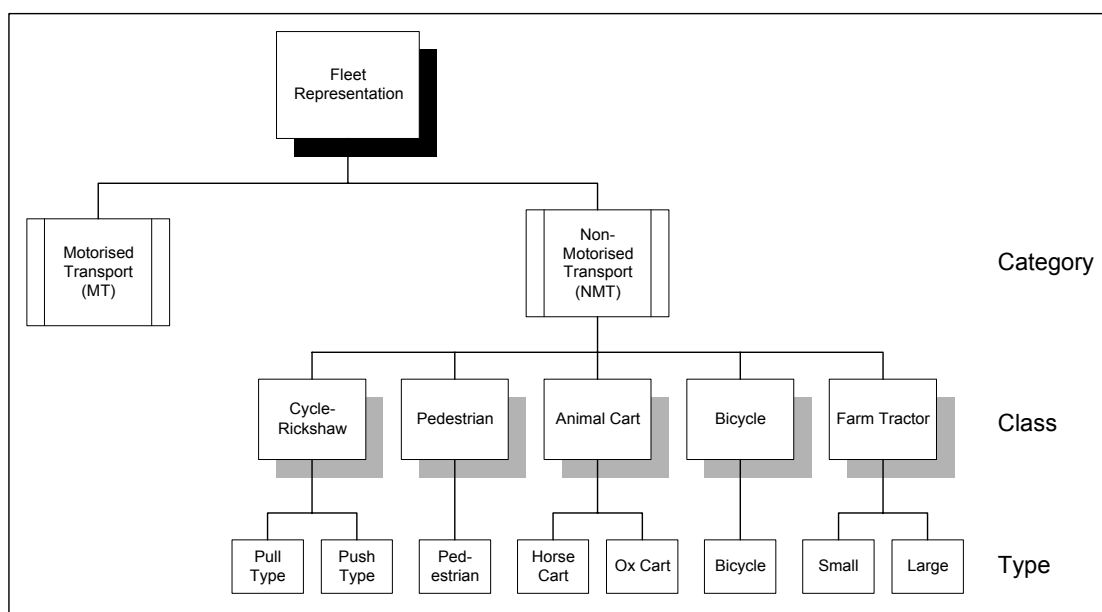 Fleet
Representation
Motorised
Transport
(MT)
Non-
Motorised
Transport
(NMT)
Category
Cycle-
Rickshaw
Pedestrian
Animal Cart
Bicycle
Farm Tractor
Class
Pull
Type
Push
Type
Ped-
estrian
Horse
Cart
Ox Cart
Bicycle
Small
Large
Type